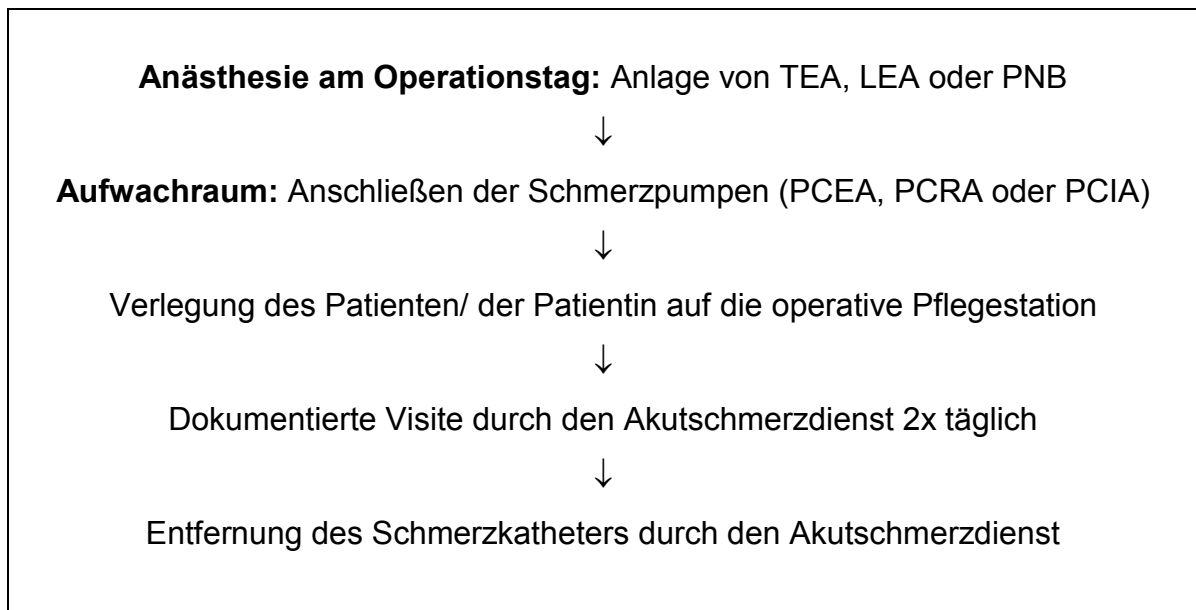 Anästhesie am Operationstag: Anlage von TEA, LEA oder PNB
↓
Aufwachraum: Anschließen der Schmerzpumpen (PCEA, PCRA oder PCIA)
↓
Verlegung des Patienten/ der Patientin auf die operative Pflegestation
↓
Dokumentierte Visite durch den Akutschmerzdienst 2x täglich
↓
Entfernung des Schmerzkatheters durch den Akutschmerzdienst